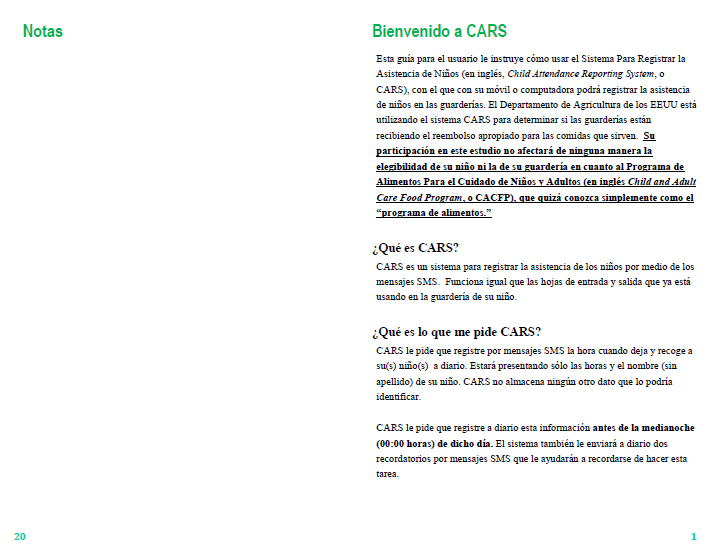 Notas
20
Bienvenido a CARS
Esta guía para el usuario le instruye cómo usar el Sistema Para Registrar la
Asistencia de Niños (en inglés, Child Attendance Reporting System, o
CARS), con el que con su móvil o computadora podrá registrar la asistencia
de niños en las guarderías. El Departamento de Agricultura de los EEUU está
utilizando el sistema CARS para determinar si las guarderías están
recibiendo el reembolso apropiado para las comidas que sirven. Su
participación en este estudio no afectará de ninguna manera la
elegibilidad de su niño ni la de su guardería en cuanto al Programa de
Alimentos Para el Cuidado de Niños y Adultos (en inglés Child and Adult
Care Food Program, o CACFP), que quizá conozca simplemente como el
“programa de alimentos.”
¿Qué es CARS?
CARS es un sistema para registrar la asistencia de los niños por medio de los
mensajes SMS. Funciona igual que las hojas de entrada y salida que ya está
usando en la guardería de su niño.
¿Qué es lo que me pide CARS?
CARS le pide que registre por mensajes SMS la hora cuando deja y recoge a
su(s) niño(s) a diario. Estará presentando sólo las horas y el nombre (sin
apellido) de su niño. CARS no almacena ningún otro dato que lo podría
identificar.
CARS le pide que registre a diario esta información antes de la medianoche
(00:00 horas) de dicho día. El sistema también le enviará a diario dos
recordatorios por mensajes SMS que le ayudarán a recordarse de hacer esta
tarea.
1